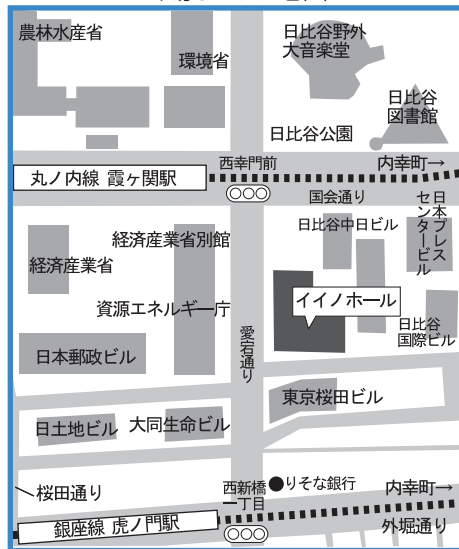 農林水産省
環境省
日比谷野外
大音楽堂
日比谷
図書館
日比谷公園
西幸門前
内幸町→
丸ノ内線 霞ヶ関駅
国会通り
日比谷中日ビル
日本プレス
センタービル
経済産業省別館
経済産業省
資源エネルギー庁
イイノホール
愛宕通り
日比谷
国際ビル
日本郵政ビル
東京桜田ビル
日土地ビル
大同生命ビル
桜田通り
西新橋
一丁目
りそな銀行
内幸町→
銀座線 虎ノ門駅
外堀通り